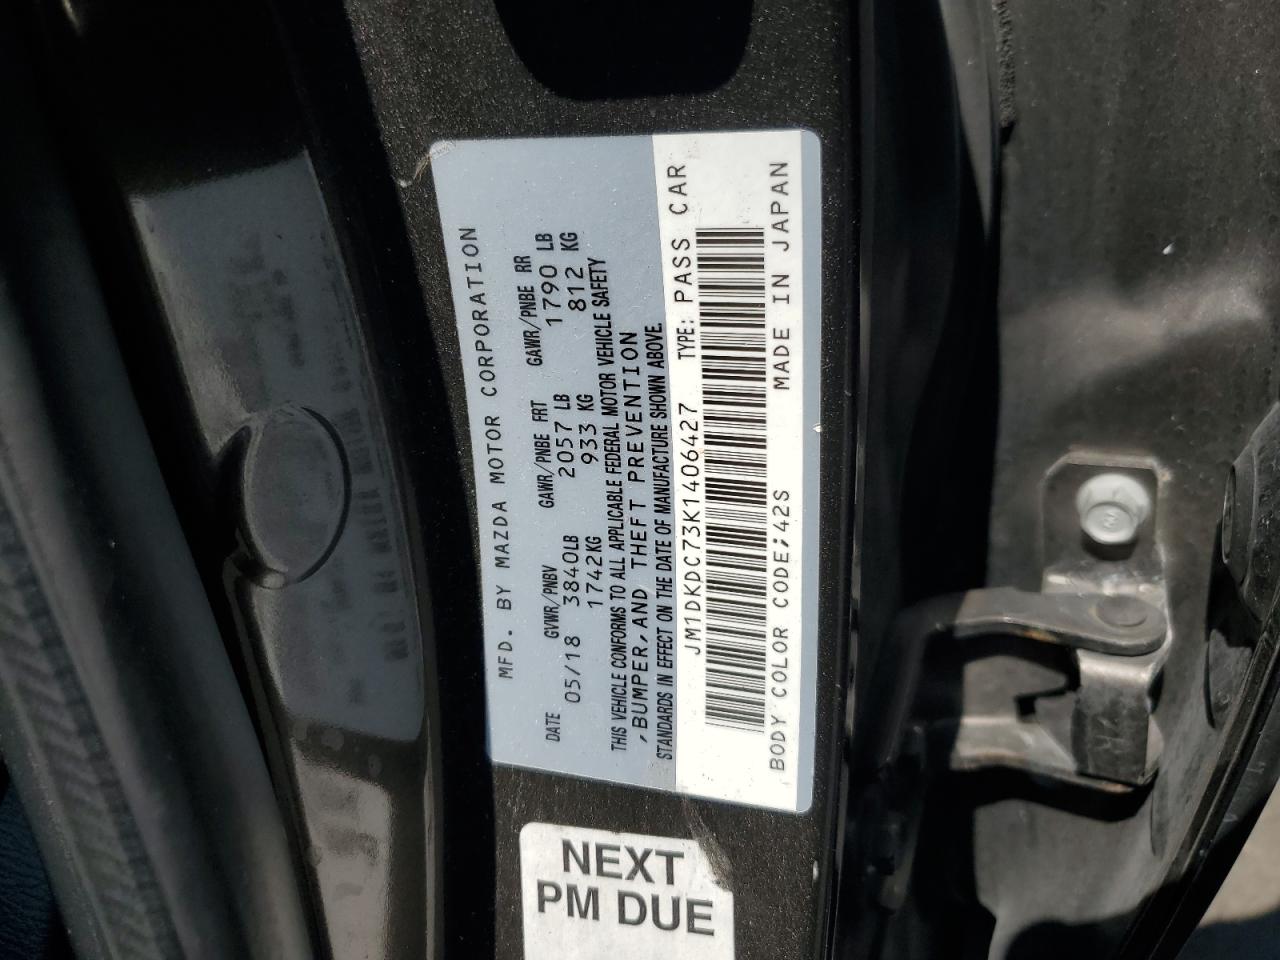 MFD. BY MAZDA MOTOR CORPORATION
DATE GVWR/PNBV GAWR/PNBE FRT GAWR/PNBE RR
05/18 3840LB 2057 LB 1790 LB
1742KG 933 KG 812 KG
THIS VEHICLE CONFORMS TO ALL APPLICABLE FEDERAL MOTOR VEHICLE SAFETY
,BUMPER,AND THEFT PREVENTION
STANDARDS IN EFFECT ON THE DATE OF MANUFACTURE SHOWN ABOVE.
JM1DKDC73K1406427 TYPE: PASS CAR
BODY COLOR CODE;42S MADE IN JAPAN
NEXT
PM DUE